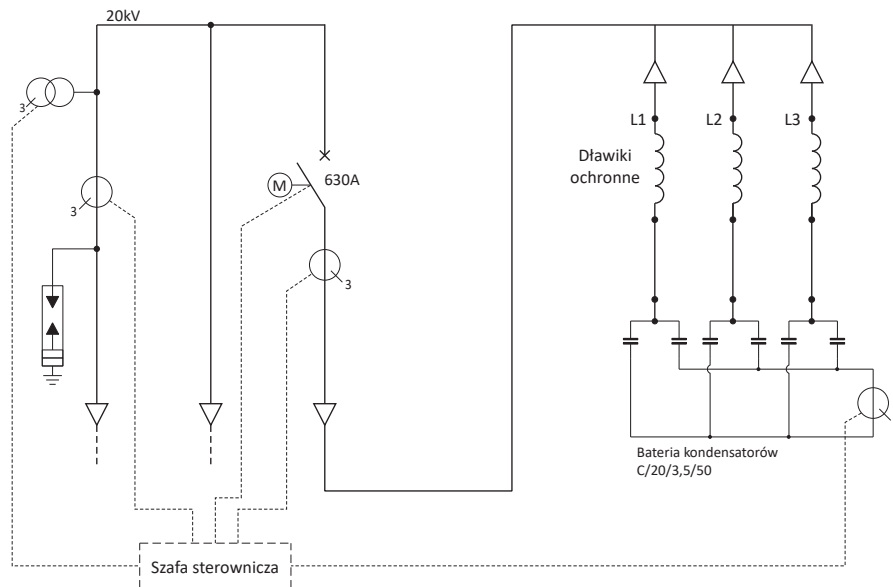 20kV
3
3
M
630A
3
L1
L2
L3
Dławiki
ochronne
Bateria kondensatorów
C/20/3,5/50
Szafa sterownicza